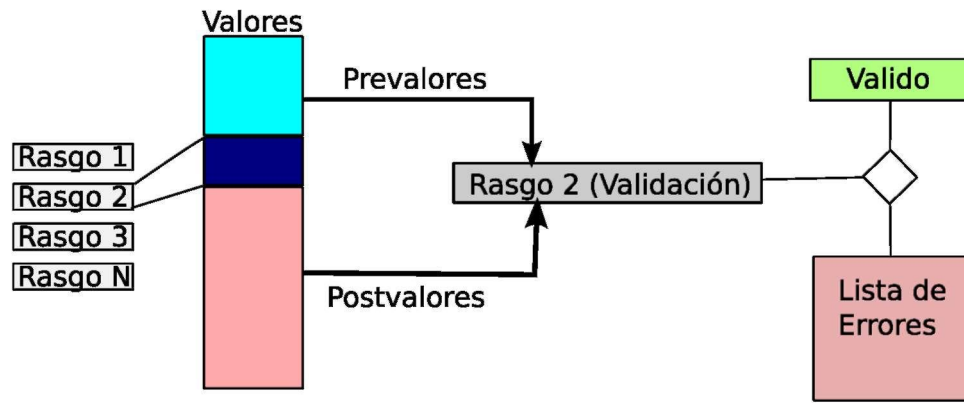 Valores
Prevalores
Valido
Rasgo 1
Rasgo 2
Rasgo 3
Rasgo N
Rasgo 2 (Validación)
Postvalores
Lista de
Errores